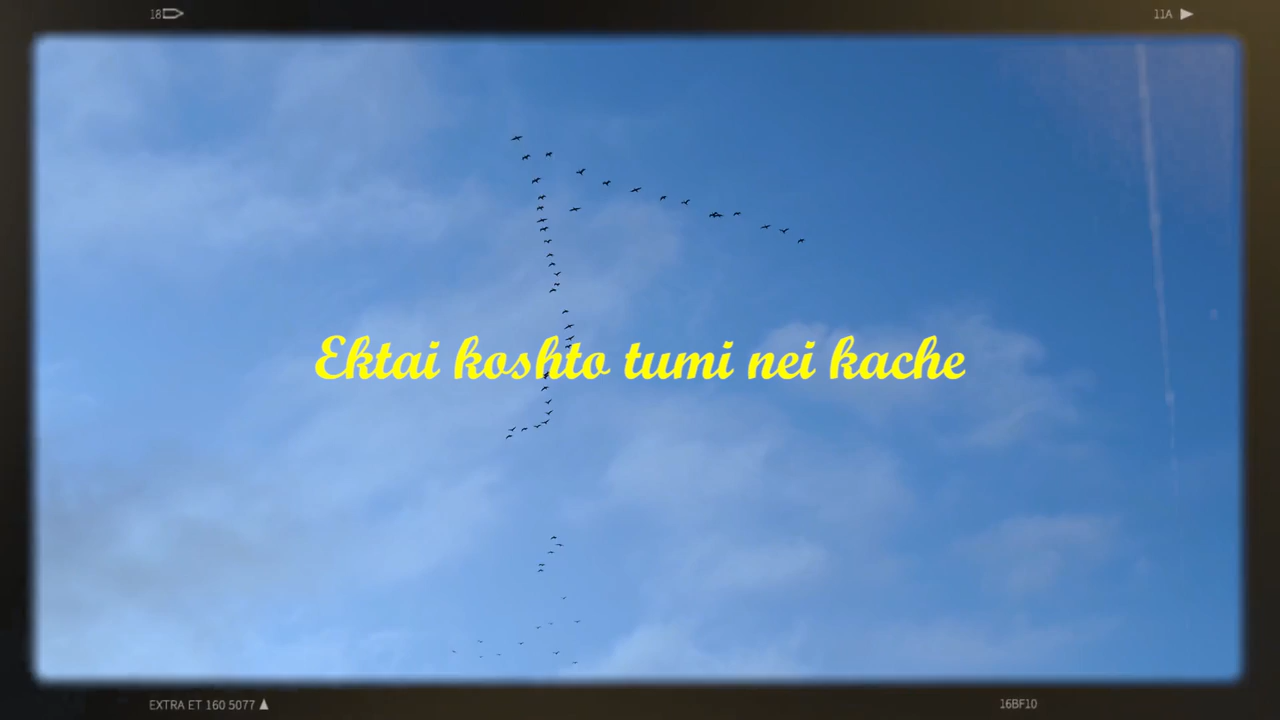 18
11A
Ektai koshto tumi nei kache
EXTRA ET 160 5077
16BF10